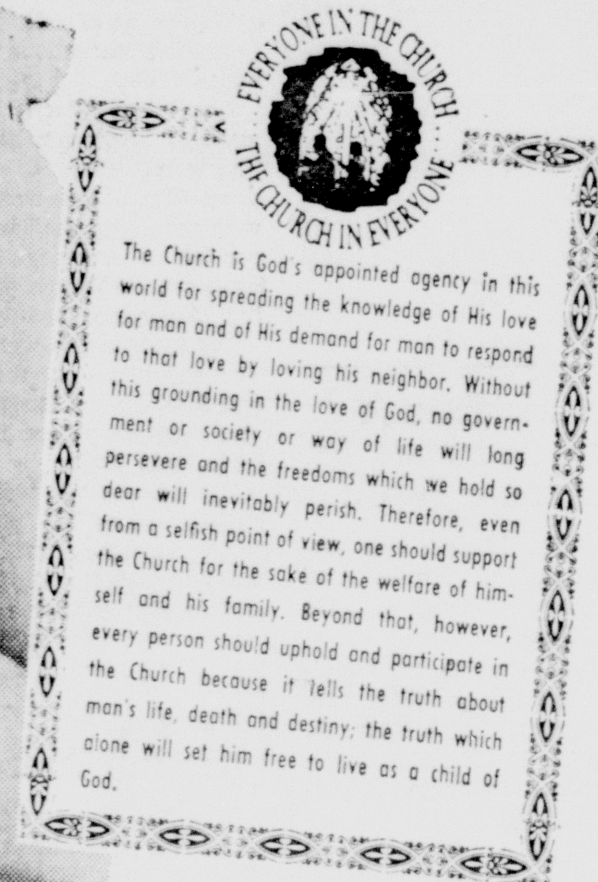 EVERYONE IN THE CHURCH
THE CHURCH IN EVERYONE
The Church is God's appointed agency in this
world for spreading the knowledge of His love
for man and of His demand for man to respond
to that love by loving his neighbor. Without
this grounding in the love of God, no govern-
ment or society or way of life will long
persevere and the freedoms which we hold so
dear will inevitably perish. Therefore, even
from a selfish point of view, one should support
the Church for the sake of the welfare of him-
self and his family. Beyond that, however,
every person should uphold and participate in
the Church because it tells the truth about
man's life, death and destiny; the truth which
alone will set him free to live as a child of
God.